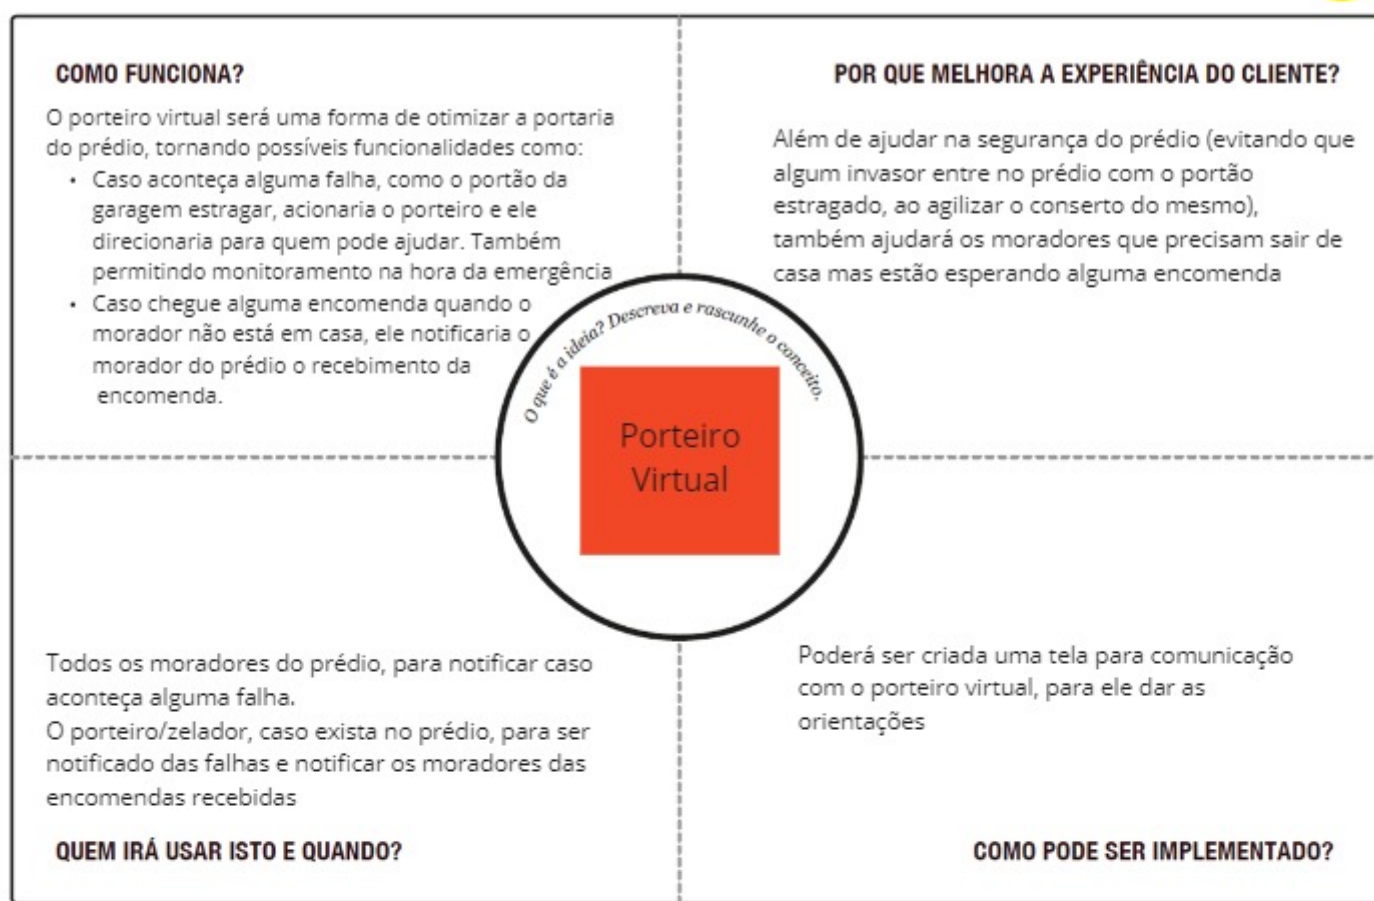 COMO FUNCIONA?
O porteiro virtual será uma forma de otimizar a portaria
do prédio, tornando possíveis funcionalidades como:
• Caso aconteça alguma falha, como o portão da
garagem estragar, acionaria o porteiro e ele
direcionaria para quem pode ajudar. Também
permitindo monitoramento na hora da emergência
• Caso chegue alguma encomenda quando o
morador não está em casa, ele notificaria o
morador do prédio o recebimento da
encomenda.
POR QUE MELHORA A EXPERIÊNCIA DO CLIENTE?
Além de ajudar na segurança do prédio (evitando que
algum invasor entre no prédio com o portão
estragado, ao agilizar o conserto do mesmo),
também ajudará os moradores que precisam sair de
casa mas estão esperando alguma encomenda
O que é a ideia? Descreva e rascunhe o conceito.
Porteiro
Virtual
Todos os moradores do prédio, para notificar caso
aconteça alguma falha.
O porteiro/zelador, caso exista no prédio, para ser
notificado das falhas e notificar os moradores das
encomendas recebidas
QUEM IRÁ USAR ISTO E QUANDO?
Poderá ser criada uma tela para comunicação
com o porteiro virtual, para ele dar as
orientações
COMO PODE SER IMPLEMENTADO?